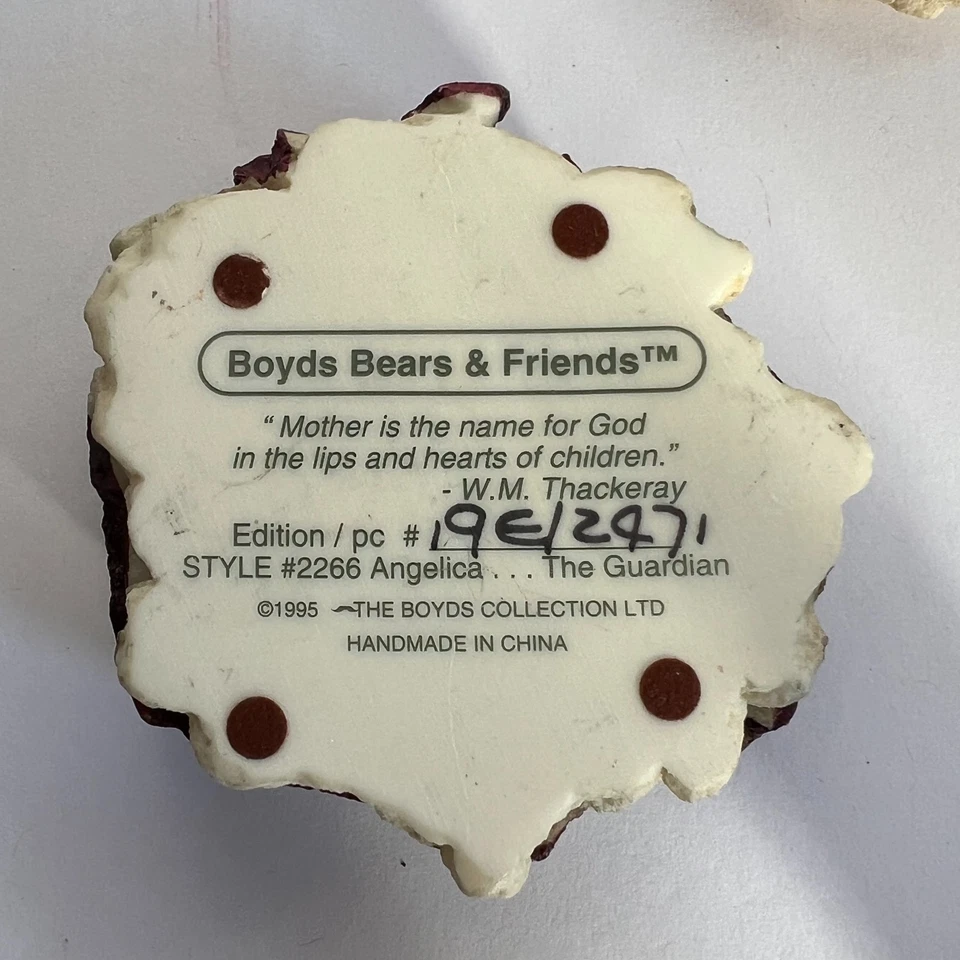 Boyds Bears & Friends™
“ Mother is the name for God
in the lips and hearts of children.”
- W.M. Thackeray
Edition / pc # 19E/2471
STYLE #2266 Angelica . . . The Guardian
©1995 THE BOYDS COLLECTION LTD
HANDMADE IN CHINA